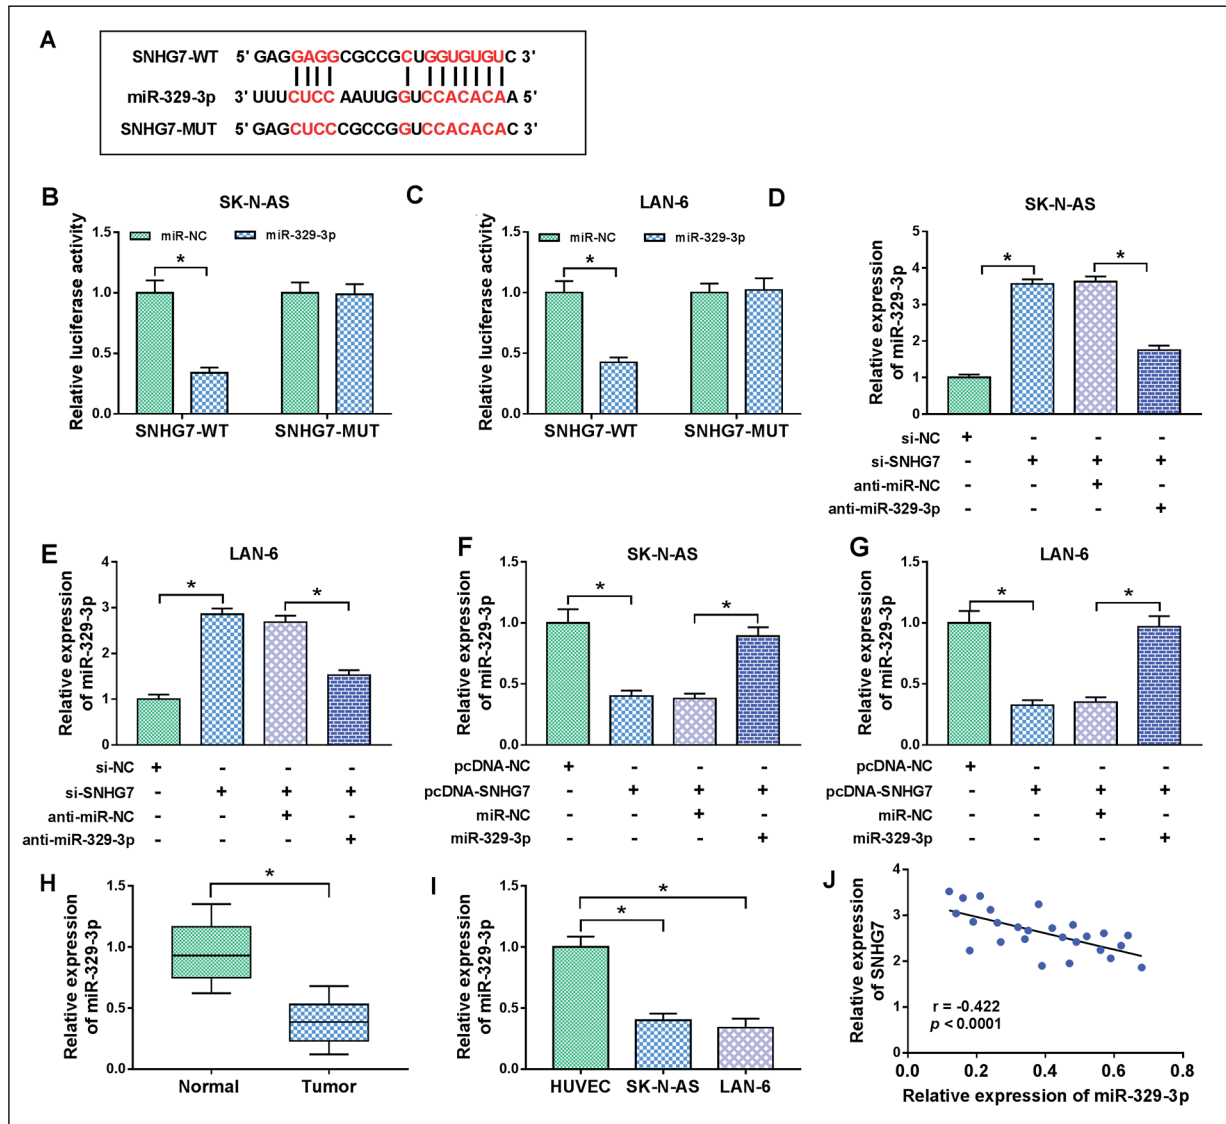 A
SNHG7-WT 5' GAGGAGGCGCCGCUGGUGUGUC 3'
miR-329-3p 3' UUUCUCC AAUUGGUCCACACAA 5'
SNHG7-MUT 5' GAGCUCCCGCCGGUCCACACAC 3'
B
SK-N-AS
Relative luciferase activity
miR-NC miR-329-3p
1.5
1.0
0.5
0.0
*
SNHG7-WT SNHG7-MUT
C
LAN-6
Relative luciferase activity
miR-NC miR-329-3p
1.5
1.0
0.5
0.0
*
SNHG7-WT SNHG7-MUT
D
SK-N-AS
Relative expression
of miR-329-3p
5
4
3
2
1
0
* *
si-NC + - - -
si-SNHG7 - + + +
anti-miR-NC - - + -
anti-miR-329-3p - - - +
E
LAN-6
Relative expression
of miR-329-3p
4
3
2
1
0
* *
si-NC + - - -
si-SNHG7 - + + +
anti-miR-NC - - + -
anti-miR-329-3p - - - +
F
SK-N-AS
Relative expression
of miR-329-3p
1.5
1.0
0.5
0.0
* *
pcDNA-NC + - - -
pcDNA-SNHG7 - + + +
miR-NC - - + -
miR-329-3p - - - +
G
LAN-6
Relative expression
of miR-329-3p
1.5
1.0
0.5
0.0
* *
pcDNA-NC + - - -
pcDNA-SNHG7 - + + +
miR-NC - - + -
miR-329-3p - - - +
H
Relative expression
of miR-329-3p
1.5
1.0
0.5
0.0
*
Normal Tumor
I
Relative expression
of miR-329-3p
1.5
1.0
0.5
0.0
*
*
HUVEC SK-N-AS LAN-6
J
Relative expression
of SNHG7
4
3
2
1
0
r = -0.422
p < 0.0001
0.0 0.2 0.4 0.6 0.8
Relative expression of miR-329-3p